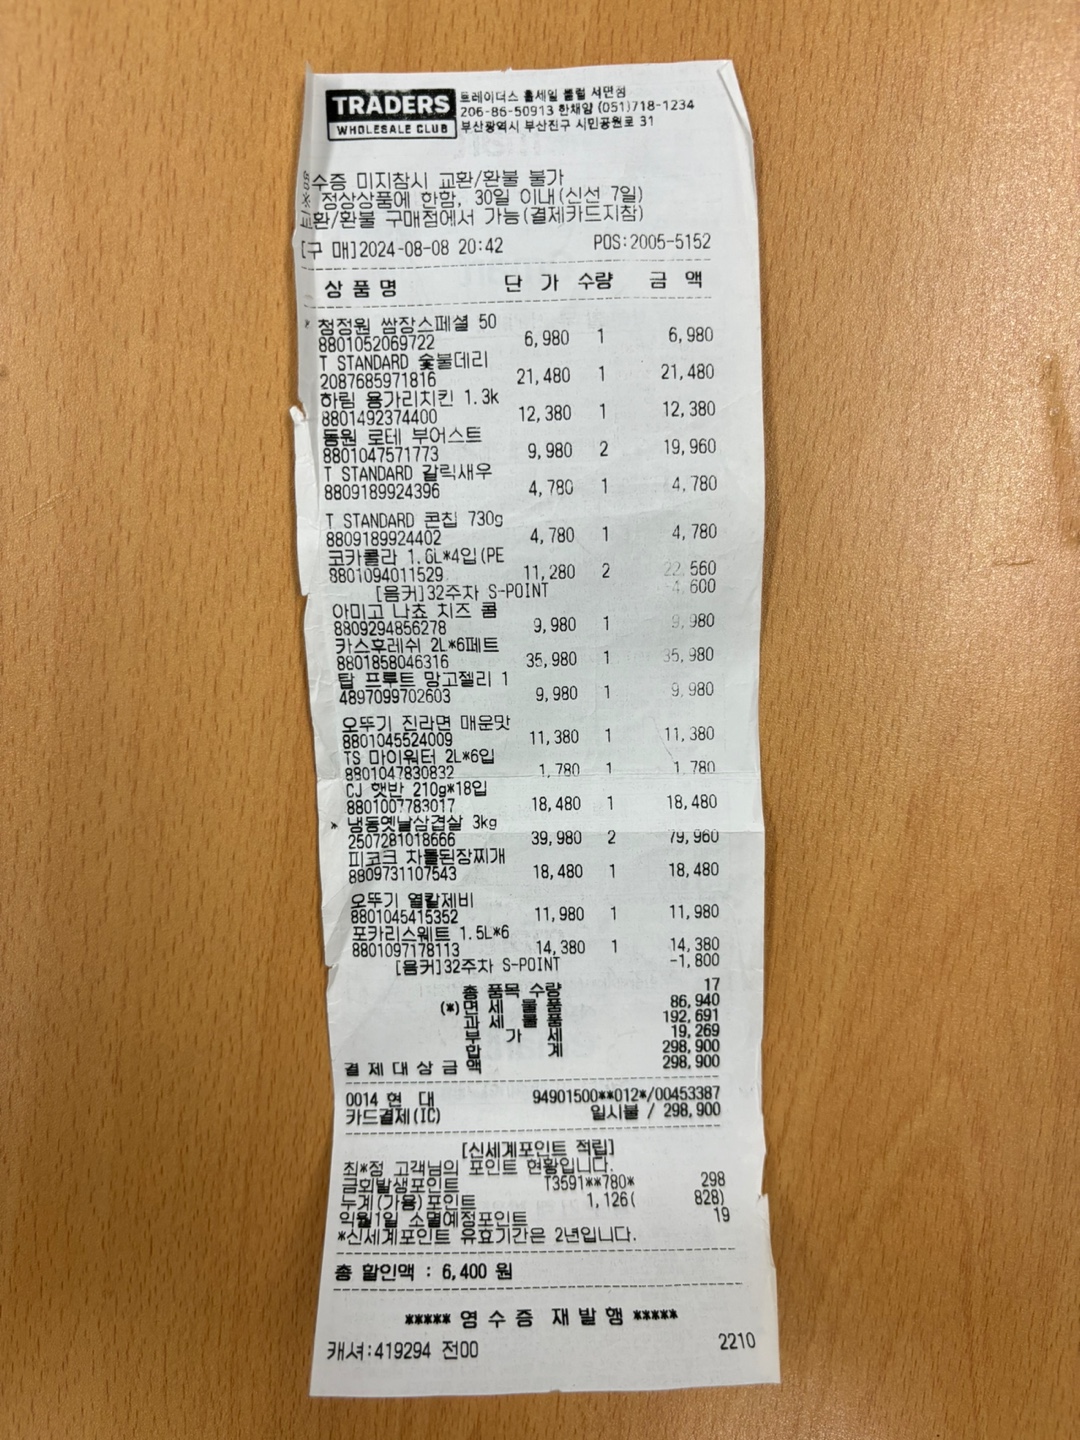 TRADERS
WHOLESALE CLUB
트레이더스 홀세일 클럽 서면점
206-86-50913 한채양 (051)718-1234
부산광역시 부산진구 시민공원로 31
영수증 미지참시 교환/환불 불가
※ 정상상품에 한함, 30일 이내(신선 7일)
교환/환불 구매점에서 가능(결제카드지참)
[구 매]2024-08-08 20:42 POS:2005-5152
상 품 명 단 가 수량 금 액
* 청정원 쌈장스페셜 50
8801052069722 6,980 1 6,980
T STANDARD 숯불데리
2087685971816 21,480 1 21,480
하림 용가리치킨 1.3k
8801492374400 12,380 1 12,380
동원 로테 부어스트
8801047571773 9,980 2 19,960
T STANDARD 갈릭새우
8809189924396 4,780 1 4,780
T STANDARD 콘칩 730g
8809189924402 4,780 1 4,780
코카콜라 1.6L*4입(PE
8801094011529 11,280 2 22,560
[음커]32주차 S-POINT -4,600
아미고 나쵸 치즈 콤
8809294856278 9,980 1 9,980
카스후레쉬 2L*6페트
8801858046316 35,980 1 35,980
탑 프루트 망고젤리 1
4897099702603 9,980 1 9,980
오뚜기 진라면 매운맛
8801045524009 11,380 1 11,380
TS 마이워터 2L*6입
8801047830832 1,780 1 1,780
CJ 햇반 210g*18입
8801007783017 18,480 1 18,480
* 냉동옛날삼겹살 3kg
2507281018666 39,980 2 79,960
피코크 차돌된장찌개
8809731107543 18,480 1 18,480
오뚜기 열칼제비
8801045415352 11,980 1 11,980
포카리스웨트 1.5L*6
8801097178113 14,380 1 14,380
[음커]32주차 S-POINT -1,800
총 품목 수량 17
(*)면 세 물 품 86,940
과 세 물 품 192,691
부 가 세 19,269
합 계 298,900
결 제 대 상 금 액 298,900
0014 현 대 94901500**012*/00453387
카드결제(IC) 일시불 / 298,900
[신세계포인트 적립]
최*정 고객님의 포인트 현황입니다.
금회발생포인트 T3591**780* 298
누계(가용)포인트 1,126( 828)
익월1일 소멸예정포인트 19
*신세계포인트 유효기간은 2년입니다.
총 할인액 : 6,400 원
***** 영 수 증 재 발 행 *****
캐셔:419294 전00 2210